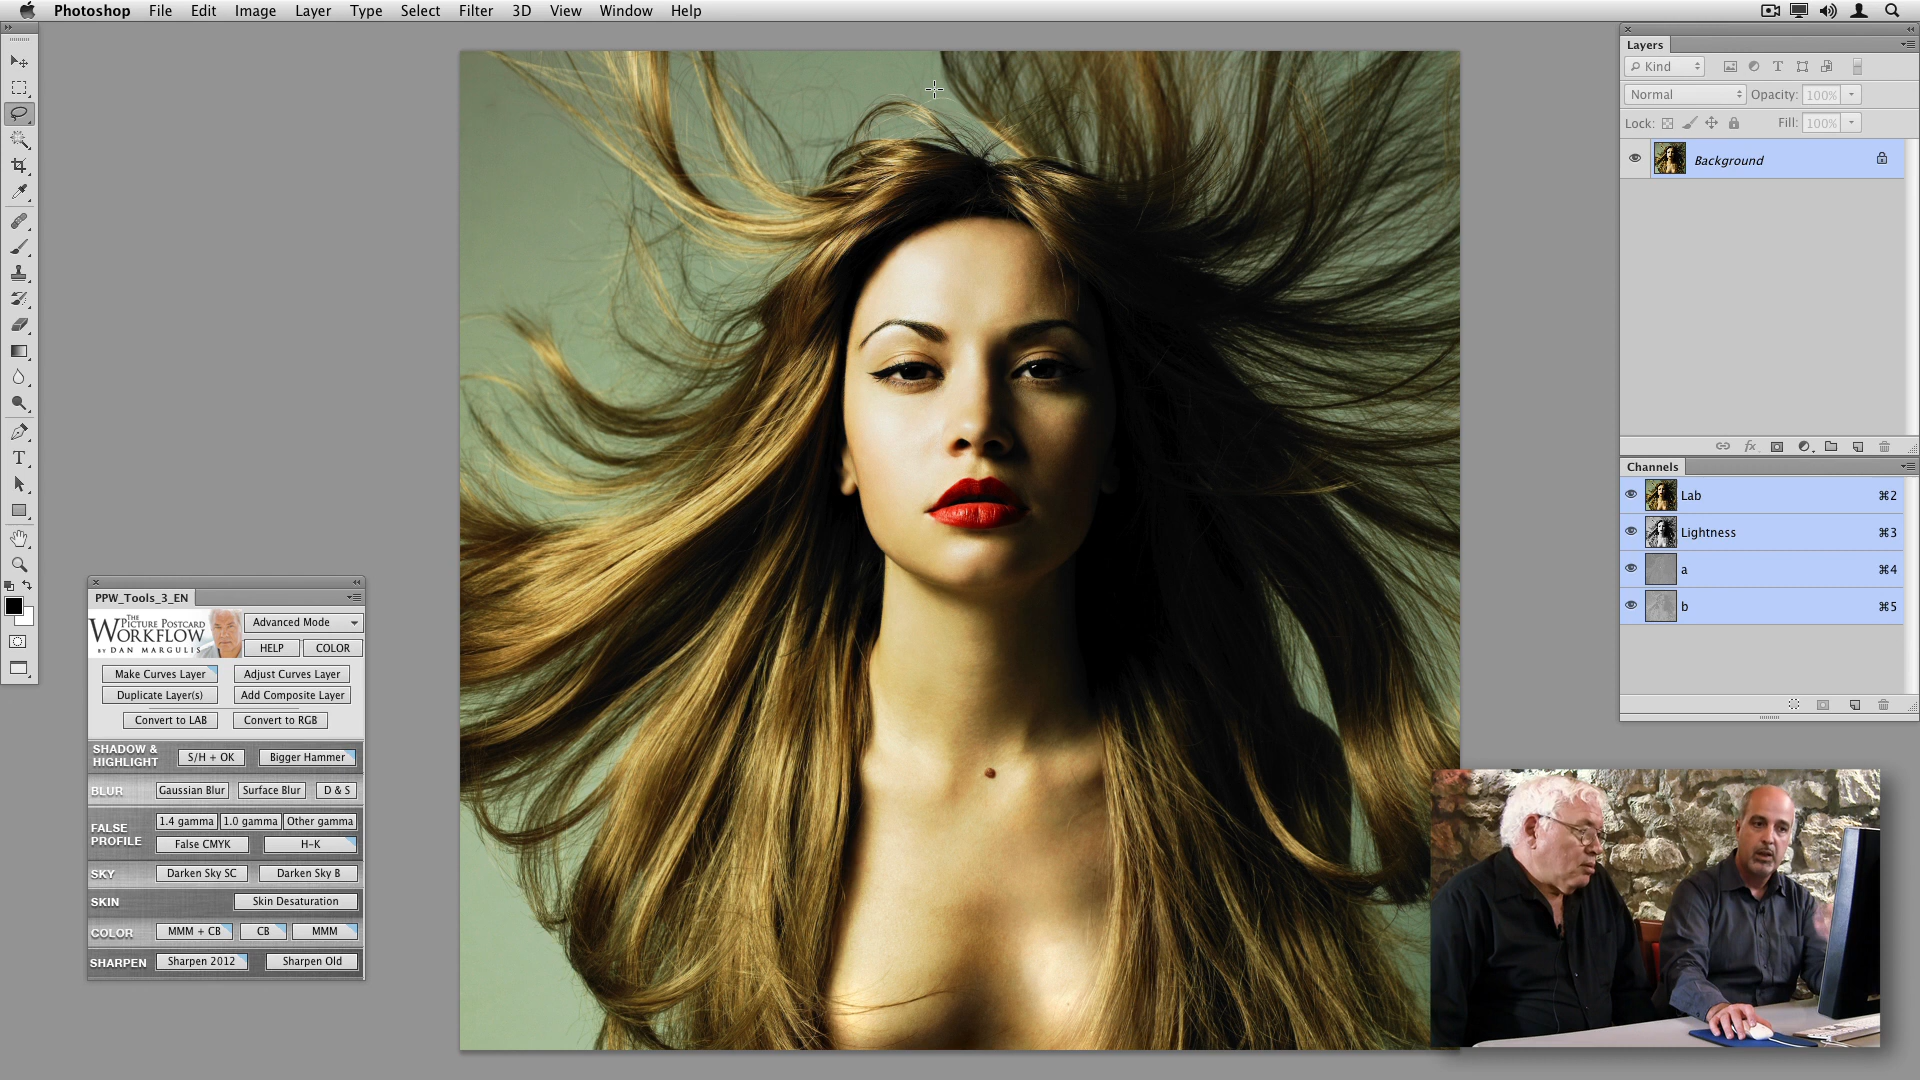 Photoshop File Edit Image Layer Type Select Filter 3D View Window Help
Layers
Kind
Normal Opacity: 100%
Lock: Fill: 100%
Background
Channels
Lab ⌘2
Lightness ⌘3
a ⌘4
b ⌘5
PPW_Tools_3_EN
THE PICTURE POSTCARD WORKFLOW
BY DAN MARGULIS
Advanced Mode
HELP COLOR
Make Curves Layer Adjust Curves Layer
Duplicate Layer(s) Add Composite Layer
Convert to LAB Convert to RGB
SHADOW & HIGHLIGHT S/H + OK Bigger Hammer
BLUR Gaussian Blur Surface Blur D & S
FALSE PROFILE 1.4 gamma 1.0 gamma Other gamma
False CMYK H-K
SKY Darken Sky SC Darken Sky B
SKIN Skin Desaturation
COLOR MMM + CB CB MMM
SHARPEN Sharpen 2012 Sharpen Old